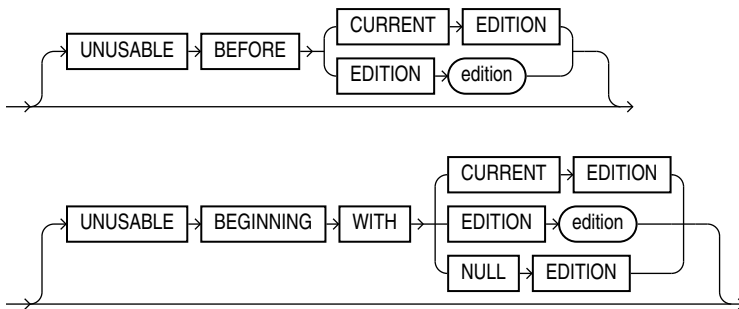 CURRENT EDITION
UNUSABLE BEFORE
EDITION edition
CURRENT EDITION
UNUSABLE BEGINNING WITH EDITION edition
NULL EDITION